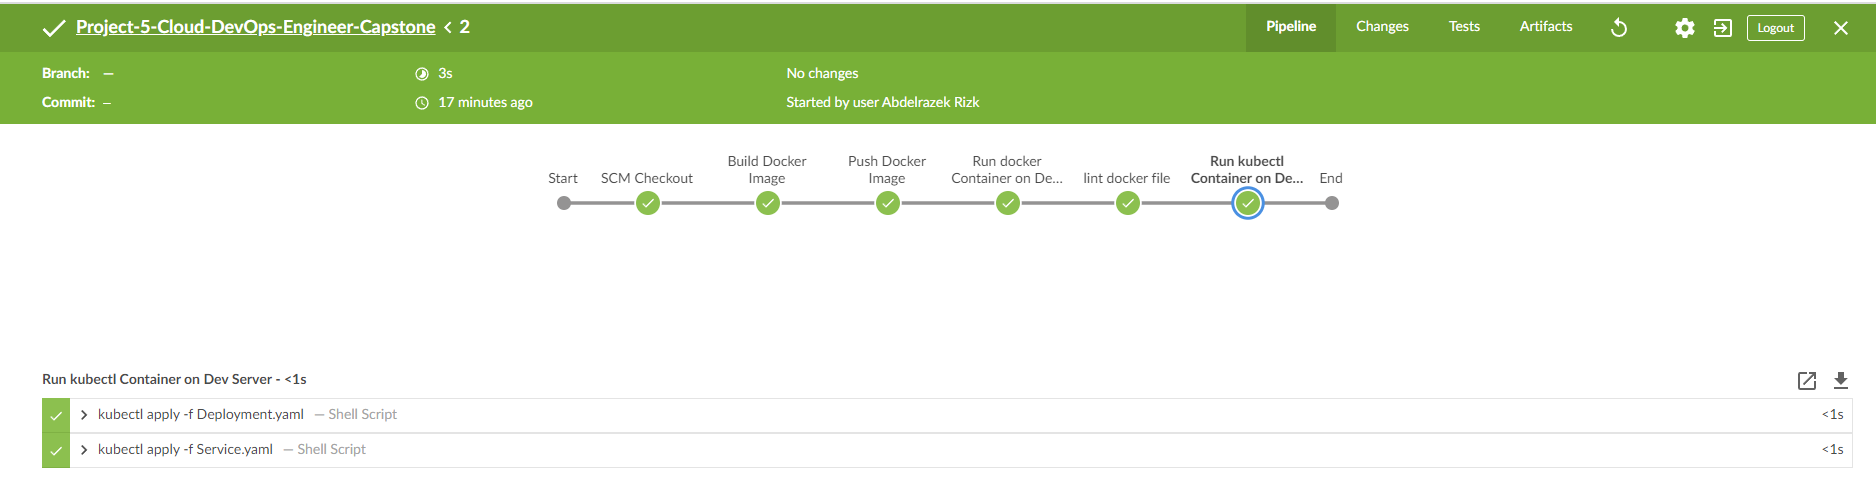 Project-5-Cloud-DevOps-Engineer-Capstone < 2
Pipeline Changes Tests Artifacts Logout
Branch: — 3s No changes
Commit: — 17 minutes ago Started by user Abdelrazek Rizk
Start
SCM Checkout
Build Docker
Image
Push Docker
Image
Run docker
Container on De...
lint docker file
Run kubectl
Container on De...
End
Run kubectl Container on Dev Server - <1s
kubectl apply -f Deployment.yaml — Shell Script <1s
kubectl apply -f Service.yaml — Shell Script <1s